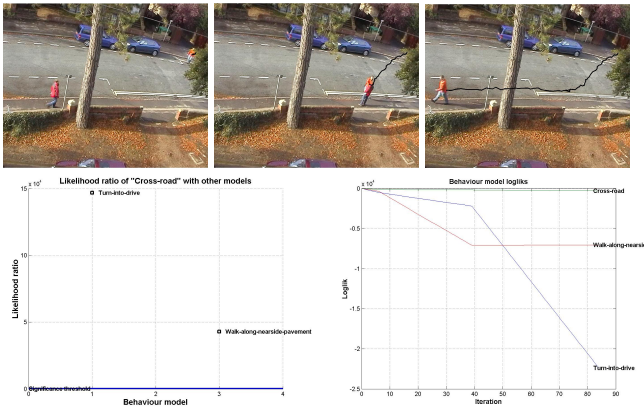 Likelihood ratio of "Cross-road" with other models
x 10⁴
15
10
5
0
Likelihood ratio
Turn-into-drive
Walk-along-nearside-pavement
Significance threshold
0 1 2 3 4
Behaviour model
Behaviour model logliks
x 10⁴
0
-0.5
-1
-1.5
-2
-2.5
Loglik
Cross-road
Walk-along-nearsi
Turn-into-drive
0 10 20 30 40 50 60 70 80 90
Iteration